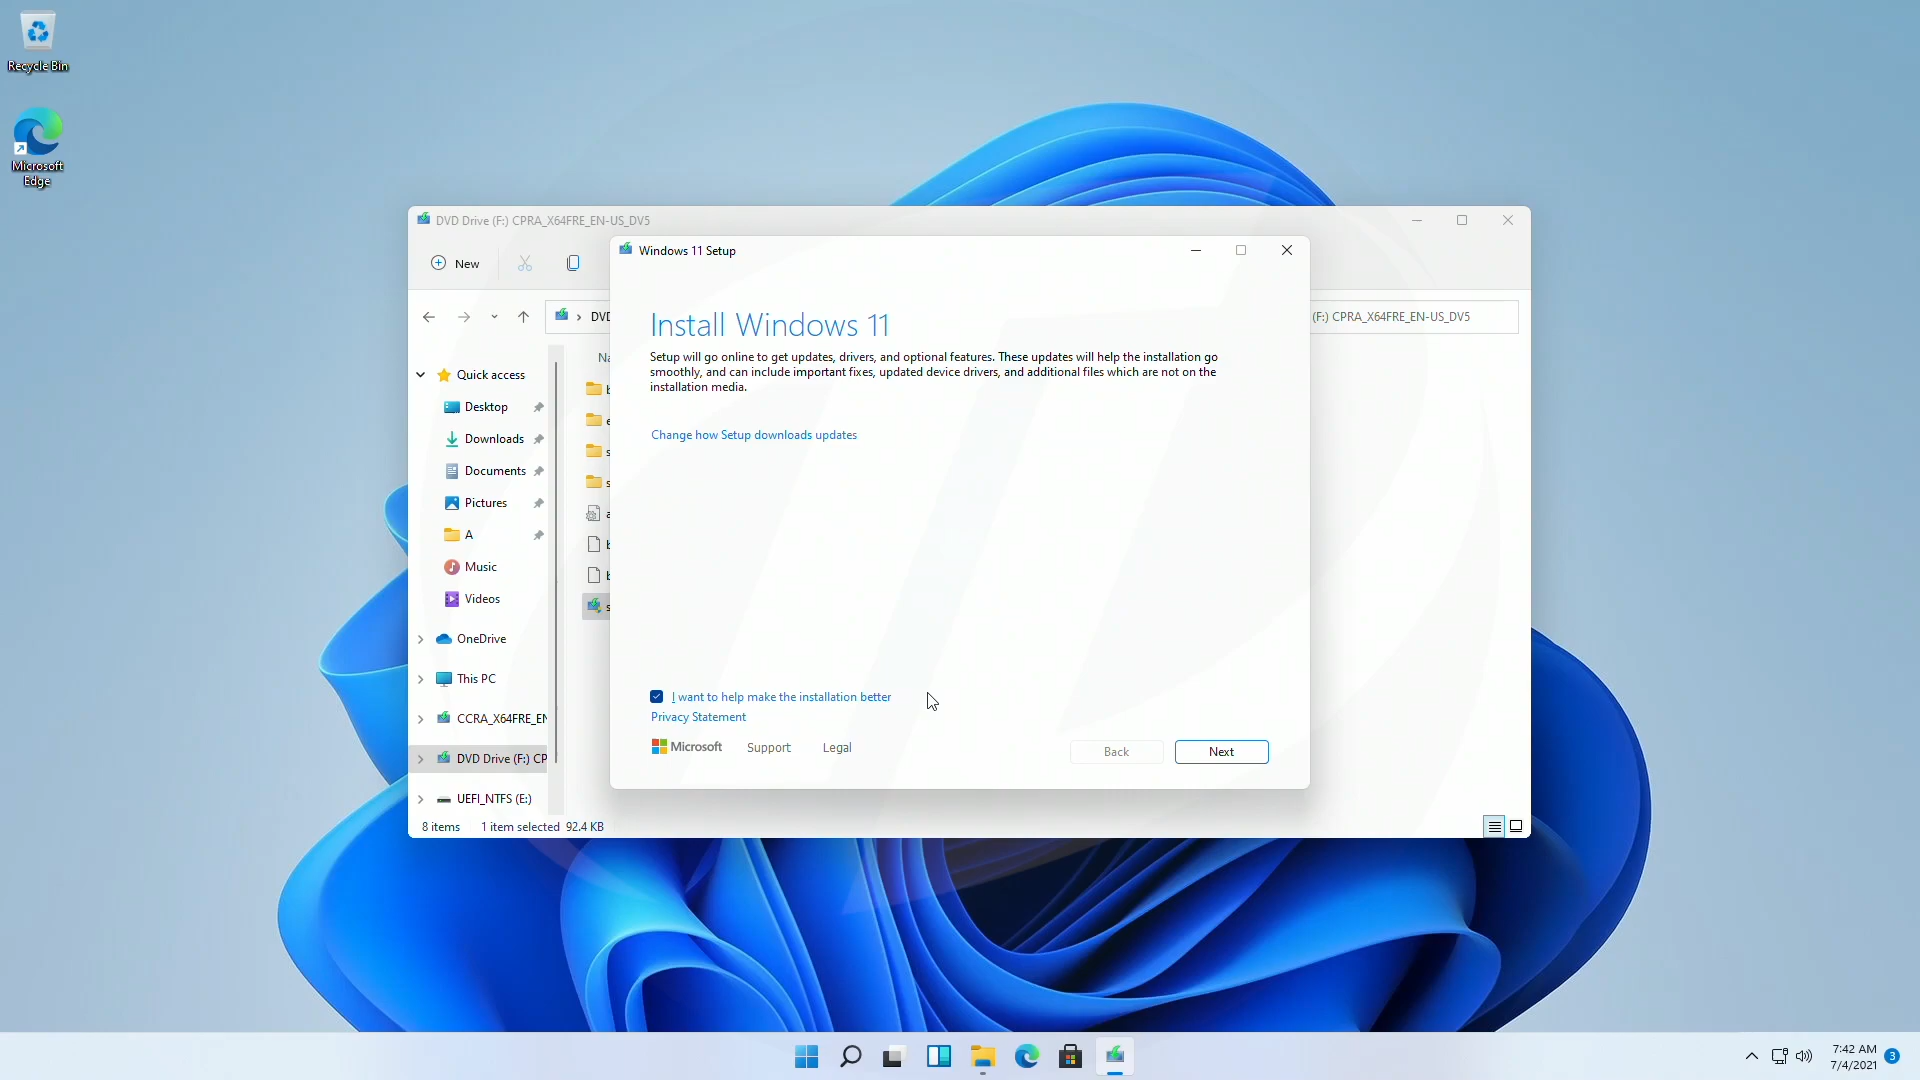 Recycle Bin
Microsoft
Edge
DVD Drive (F:) CPRA_X64FRE_EN-US_DV5
New
DVD
(F:) CPRA_X64FRE_EN-US_DV5
Quick access
Desktop
Downloads
Documents
Pictures
A
Music
Videos
OneDrive
This PC
CCRA_X64FRE_EN
DVD Drive (F:) CP
UEFI_NTFS (E:)
8 items 1 item selected 92.4 KB
Windows 11 Setup
Install Windows 11
Setup will go online to get updates, drivers, and optional features. These updates will help the installation go
smoothly, and can include important fixes, updated device drivers, and additional files which are not on the
installation media.
Change how Setup downloads updates
I want to help make the installation better
Privacy Statement
Microsoft Support Legal
Back Next
7:42 AM
7/4/2021
3